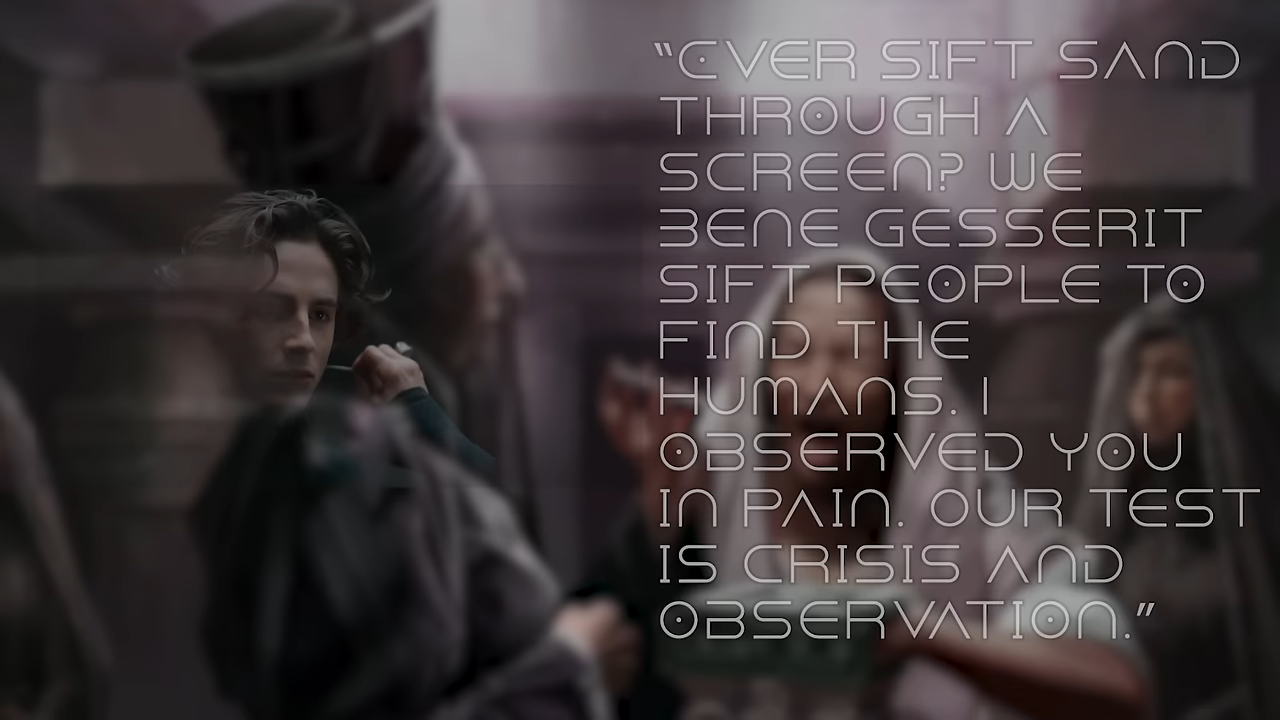 “EVER SIFT SAND
THROUGH A
SCREEN? WE
BENE GESSERIT
SIFT PEOPLE TO
FIND THE
HUMANS. I
OBSERVED YOU
IN PAIN. OUR TEST
IS CRISIS AND
OBSERVATION.”